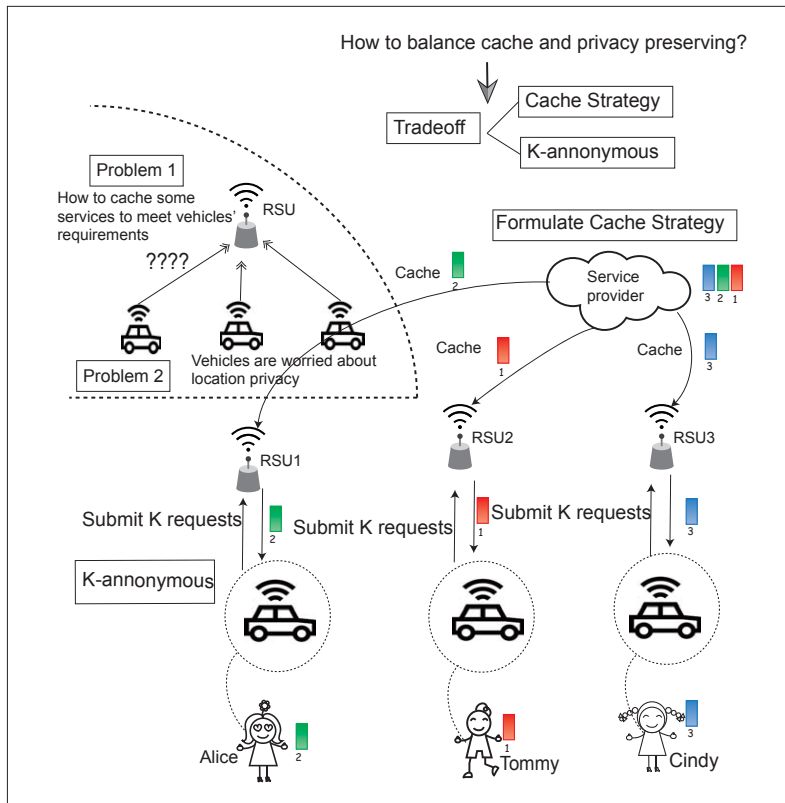 How to balance cache and privacy preserving?
Cache Strategy
Tradeoff
K-annonymous
Problem 1
How to cache some
services to meet vehicles'
requirements
RSU
????
Vehicles are worried about
location privacy
Problem 2
Formulate Cache Strategy
Service
provider
3 2 1
Cache
2
Cache
1
Cache
3
RSU1
RSU2
RSU3
Submit K requests
2
Submit K requests
1
Submit K requests
3
K-annonymous
Alice
2
Tommy
1
Cindy
3